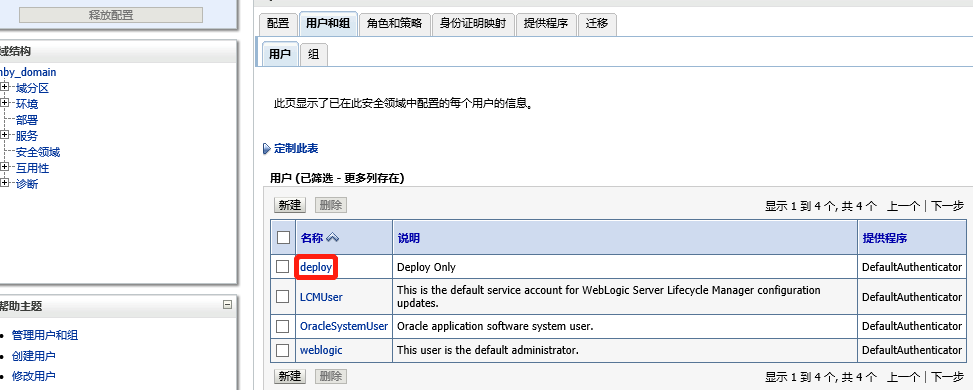 释放配置
域结构
nby_domain
域分区
环境
部署
服务
安全领域
互用性
诊断
帮助主题
管理用户和组
创建用户
修改用户
配置 用户和组 角色和策略 身份证明映射 提供程序 迁移
用户 组
此页显示了已在此安全领域中配置的每个用户的信息。
定制此表
用户 (已筛选 - 更多列存在)
新建 删除 显示 1 到 4 个, 共 4 个 上一个 | 下一步
名称 说明 提供程序
deploy Deploy Only DefaultAuthenticator
LCMUser This is the default service account for WebLogic Server Lifecycle Manager configuration
updates. DefaultAuthenticator
OracleSystemUser Oracle application software system user. DefaultAuthenticator
weblogic This user is the default administrator. DefaultAuthenticator
新建 删除 显示 1 到 4 个, 共 4 个 上一个 | 下一步